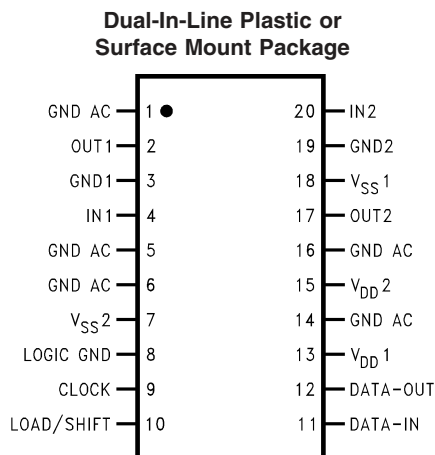 Dual-In-Line Plastic or
Surface Mount Package
GND AC 1 20 IN2
OUT1 2 19 GND2
GND1 3 18 VSS1
IN1 4 17 OUT2
GND AC 5 16 GND AC
GND AC 6 15 VDD2
VSS2 7 14 GND AC
LOGIC GND 8 13 VDD1
CLOCK 9 12 DATA-OUT
LOAD/SHIFT 10 11 DATA-IN